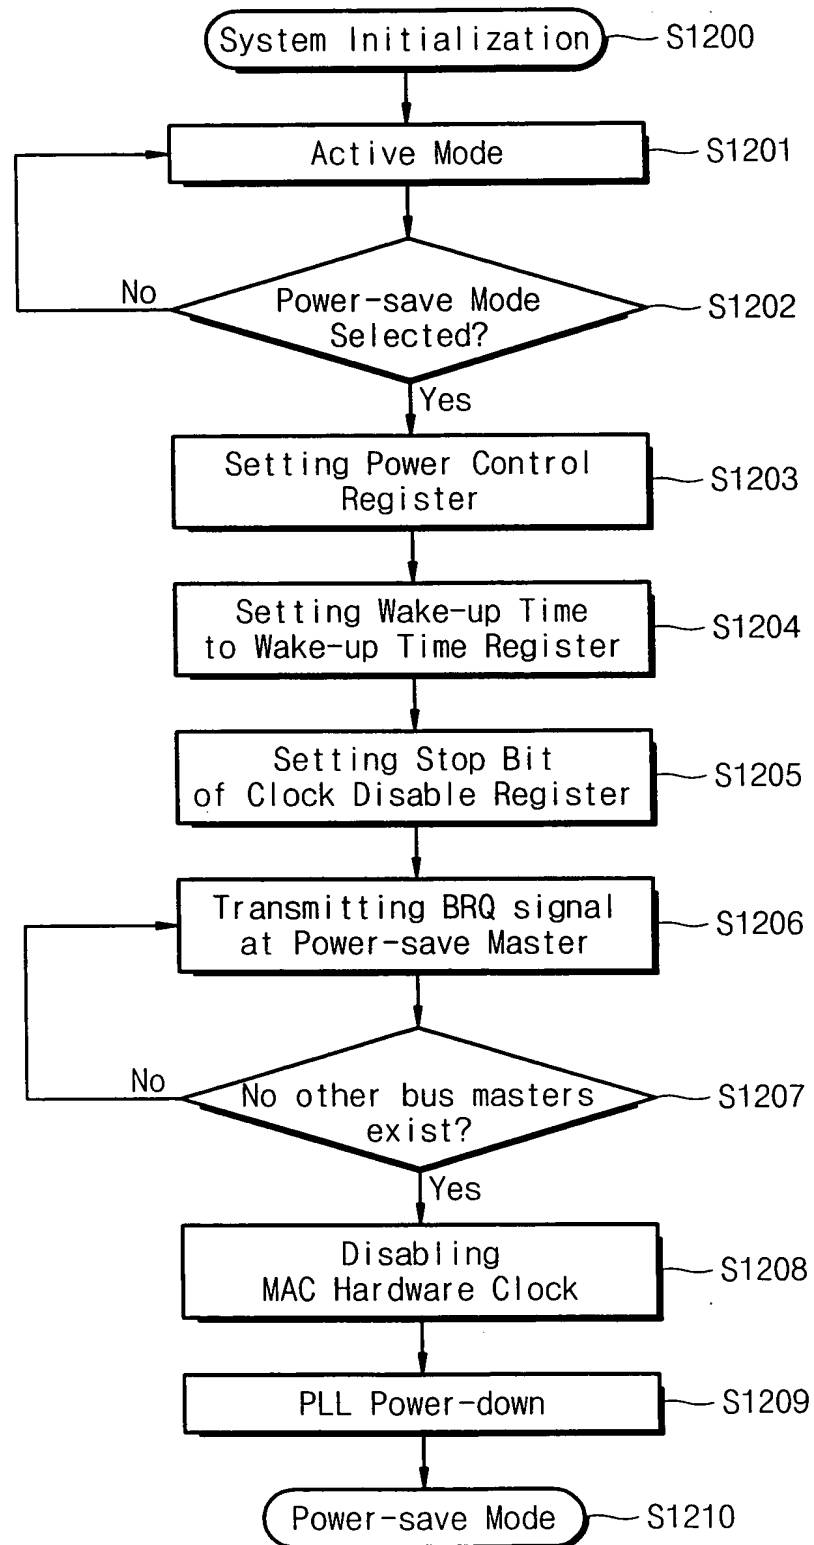 System Initialization
S1200
Active Mode
S1201
No
Power-save Mode
Selected?
S1202
Yes
Setting Power Control
Register
S1203
Setting Wake-up Time
to Wake-up Time Register
S1204
Setting Stop Bit
of Clock Disable Register
S1205
Transmitting BRQ signal
at Power-save Master
S1206
No
No other bus masters
exist?
S1207
Yes
Disabling
MAC Hardware Clock
S1208
PLL Power-down
S1209
Power-save Mode
S1210